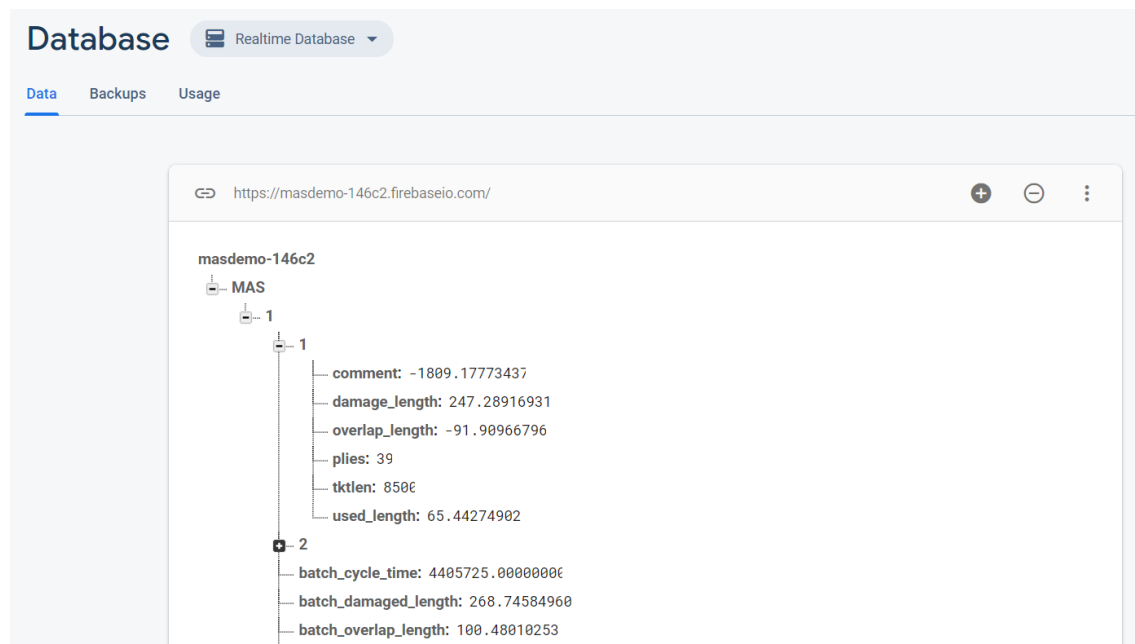 Database Realtime Database
Data Backups Usage
https://masdemo-146c2.firebaseio.com/
masdemo-146c2
MAS
1
1
comment: -1809.17773437
damage_length: 247.28916931
overlap_length: -91.90966796
plies: 39
tktlen: 8500
used_length: 65.44274902
2
batch_cycle_time: 4405725.00000000
batch_damaged_length: 268.74584960
batch_overlap_length: 100.48010253